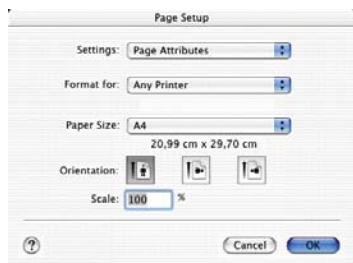 Page Setup
Settings: Page Attributes
Format for: Any Printer
Paper Size: A4
20,99 cm x 29,70 cm
Orientation:
Scale: 100 %
? Cancel OK